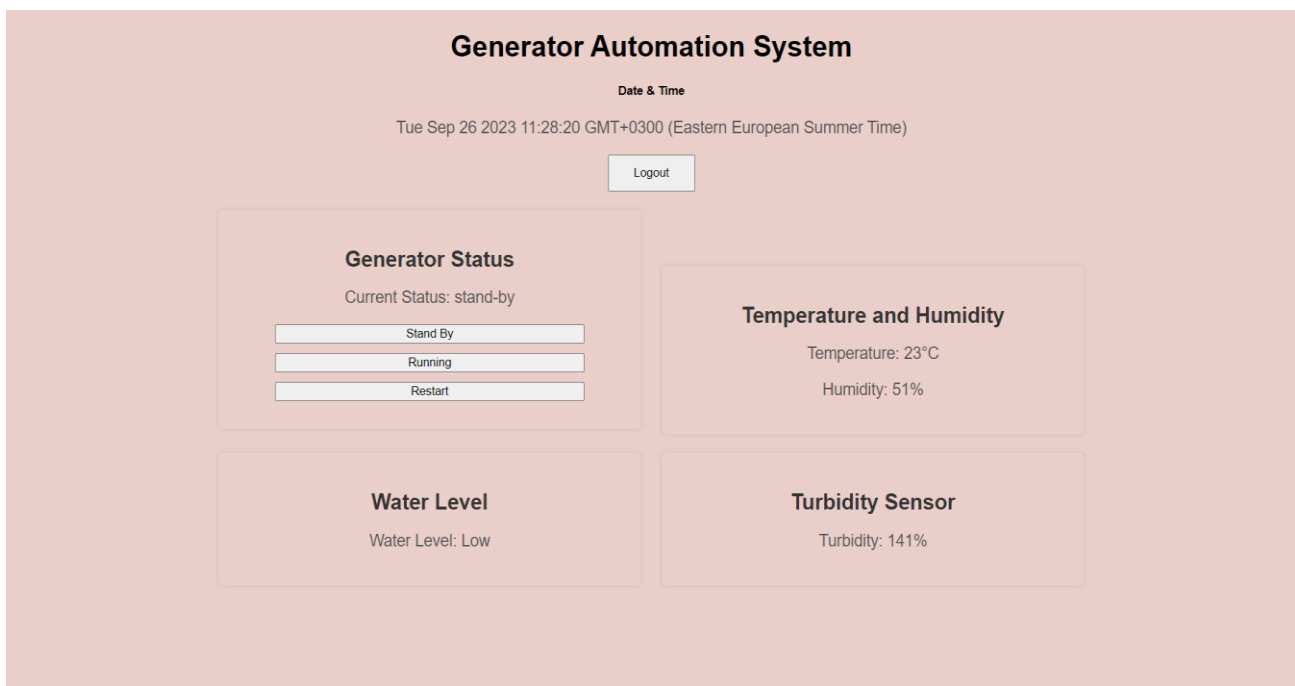 Generator Automation System
Date & Time
Tue Sep 26 2023 11:28:20 GMT+0300 (Eastern European Summer Time)
Logout
Generator Status
Current Status: stand-by
Stand By
Running
Restart
Temperature and Humidity
Temperature: 23°C
Humidity: 51%
Water Level
Water Level: Low
Turbidity Sensor
Turbidity: 141%